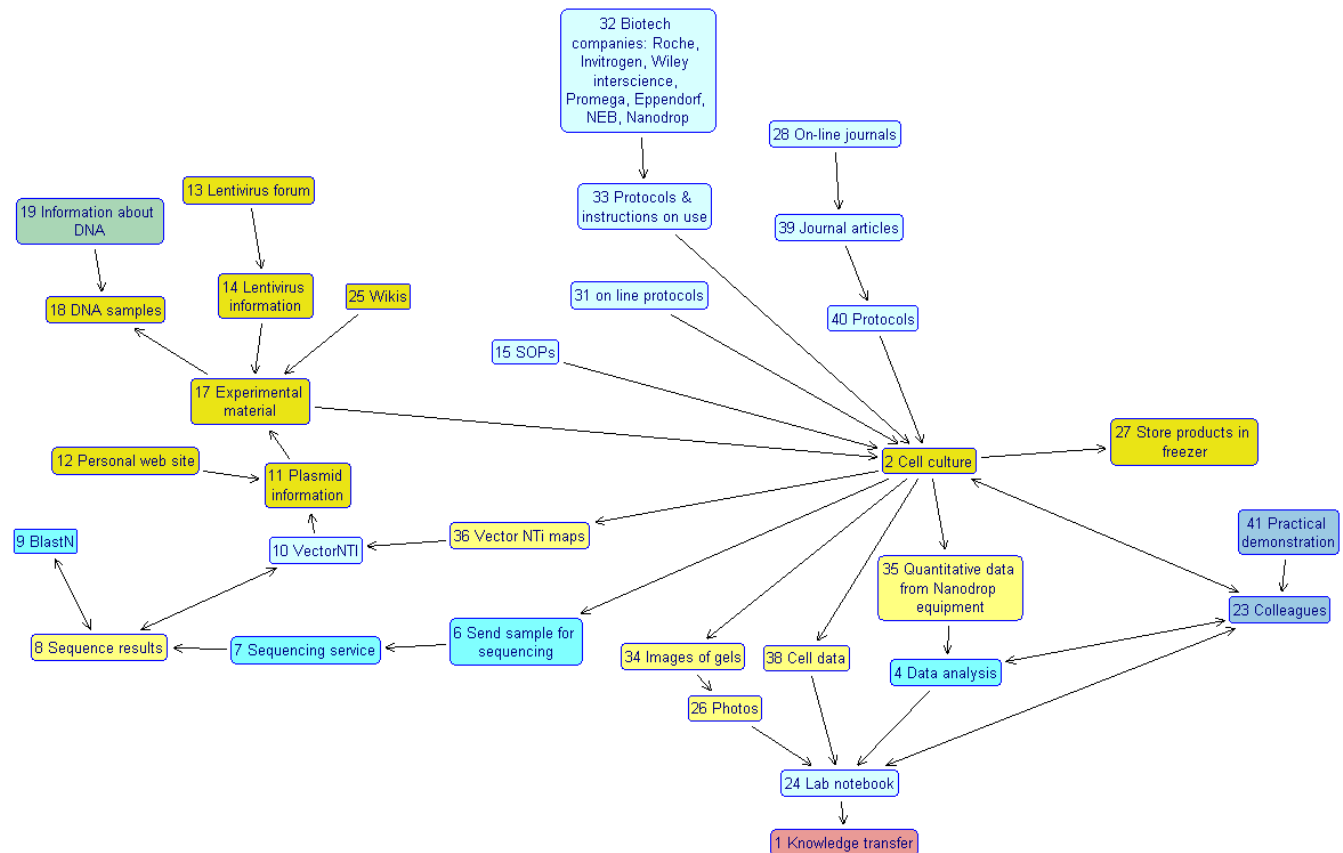 32 Biotech
companies: Roche,
Invitrogen, Wiley
interscience,
Promega, Eppendorf,
NEB, Nanodrop
28 On-line journals
13 Lentivirus forum
19 Information about
DNA
33 Protocols &
instructions on use
39 Journal articles
14 Lentivirus
information
25 Wikis
18 DNA samples
31 on line protocols
40 Protocols
15 SOPs
17 Experimental
material
27 Store products in
freezer
2 Cell culture
12 Personal web site
11 Plasmid
information
41 Practical
demonstration
9 BlastN
10 VectorNTI
36 Vector NTi maps
35 Quantitative data
from Nanodrop
equipment
23 Colleagues
8 Sequence results
7 Sequencing service
6 Send sample for
sequencing
34 Images of gels
38 Cell data
4 Data analysis
26 Photos
24 Lab notebook
1 Knowledge transfer